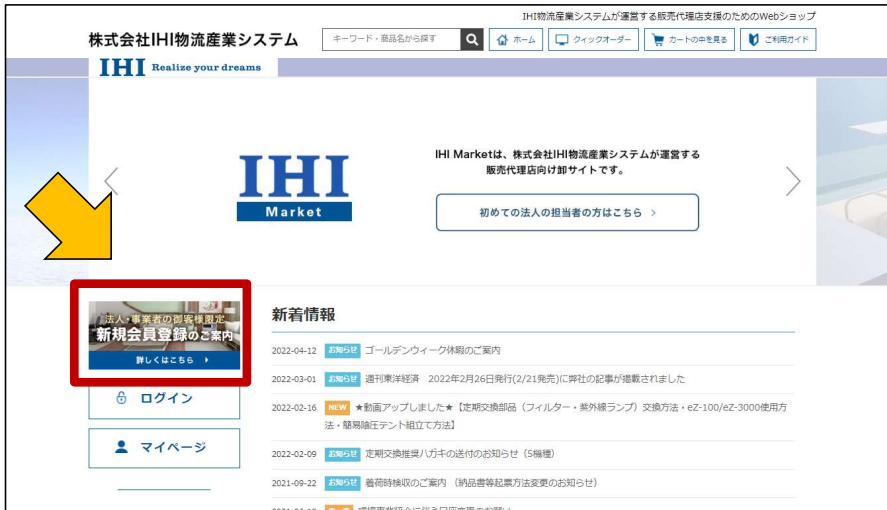 IHI物流産業システムが運営する販売代理店支援のためのWebショップ
株式会社IHI物流産業システム
キーワード・商品名から探す
ホーム
クイックオーダー
カートの中を見る
ご利用ガイド
IHI Realize your dreams
IHI
Market
IHI Marketは、株式会社IHI物流産業システムが運営する
販売代理店向け卸サイトです。
初めての法人の担当者の方はこちら >
法人・事業者の御客様限定
新規会員登録のご案内
詳しくはこちら
ログイン
マイページ
新着情報
2022-04-12 お知らせ ゴールデンウィーク休暇のご案内
2022-03-01 お知らせ 週刊東洋経済 2022年2月26日発行(2/21発売)に弊社の記事が掲載されました
2022-02-16 NEW ★動画アップしました★【定期交換部品（フィルター・紫外線ランプ）交換方法・eZ-100/eZ-3000使用方
法・簡易陰圧テント組立て方法】
2022-02-09 お知らせ 定期交換推奨ハガキの送付のお知らせ（5機種）
2021-09-22 お知らせ 着荷時検収のご案内 （納品書等起票方法変更のお知らせ）